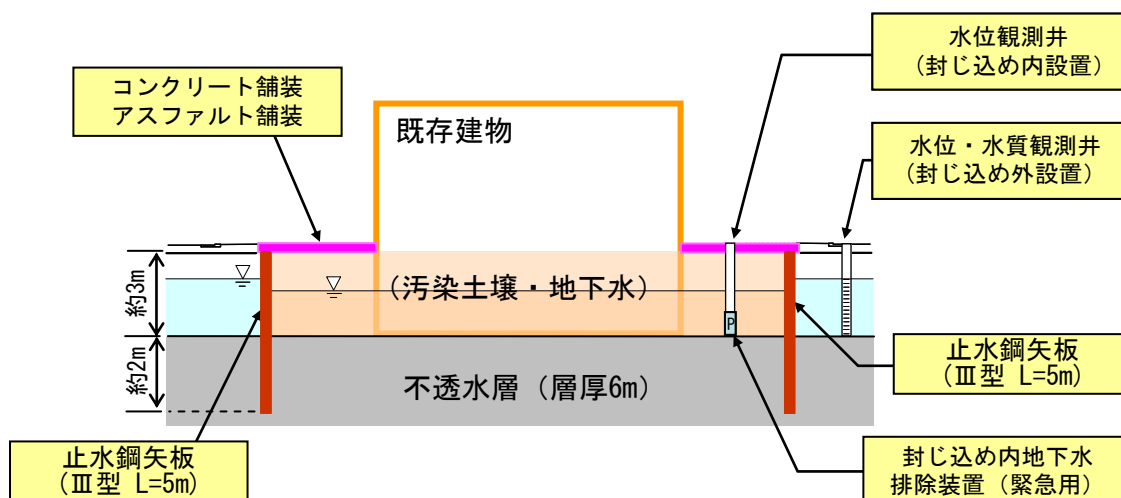 水位観測井
(封じ込め内設置)
コンクリート舗装
アスファルト舗装
既存建物
水位・水質観測井
(封じ込め外設置)
約3m
(汚染土壌・地下水)
P
約2m
不透水層(層厚6m)
止水鋼矢板
(Ⅲ型 L=5m)
止水鋼矢板
(Ⅲ型 L=5m)
封じ込め内地下水
排除装置(緊急用)